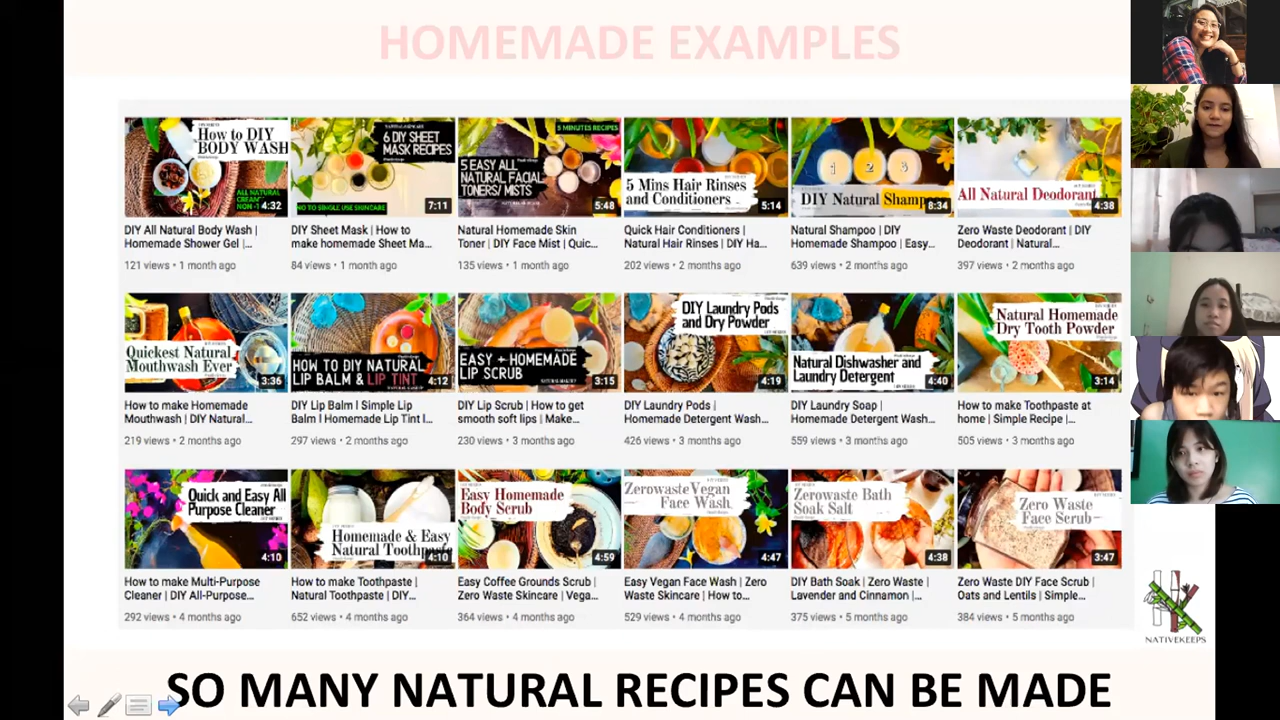 HOMEMADE EXAMPLES
How to DIY
BODY WASH
ALL NATURAL
4:32
6 DIY SHEET
MASK RECIPES
NO TO SINGLE USE SKINCARE
7:11
5 MINUTES RECIPES
5 EASY ALL
NATURAL FACIAL
TONERS/ MISTS
5:48
5 Mins Hair Rinses
and Conditioners
5:14
1 2 3
DIY Natural Shamp
8:34
All Natural Deodorant
4:38
DIY All Natural Body Wash |
Homemade Shower Gel |...
121 views • 1 month ago
DIY Sheet Mask | How to
make homemade Sheet Ma...
84 views • 1 month ago
Natural Homemade Skin
Toner | DIY Face Mist | Quic...
135 views • 1 month ago
Quick Hair Conditioners |
Natural Hair Rinses | DIY Ha...
202 views • 2 months ago
Natural Shampoo | DIY
Homemade Shampoo | Easy...
639 views • 2 months ago
Zero Waste Deodorant | DIY
Deodorant | Natural...
397 views • 2 months ago
Quickest Natural
Mouthwash Ever
3:36
HOW TO DIY NATURAL
LIP BALM & LIP TINT
4:12
EASY + HOMEMADE
LIP SCRUB
3:15
DIY Laundry Pods
and Dry Powder
4:19
Natural Dishwasher and
Laundry Detergent
4:40
Natural Homemade
Dry Tooth Powder
3:14
How to make Homemade
Mouthwash | DIY Natural...
219 views • 2 months ago
DIY Lip Balm | Simple Lip
Balm | Homemade Lip Tint |...
297 views • 2 months ago
DIY Lip Scrub | How to get
smooth soft lips | Make...
230 views • 3 months ago
DIY Laundry Pods |
Homemade Detergent Wash...
426 views • 3 months ago
DIY Laundry Soap |
Homemade Detergent Wash...
559 views • 3 months ago
How to make Toothpaste at
home | Simple Recipe |...
505 views • 3 months ago
Quick and Easy All
Purpose Cleaner
4:10
Homemade & Easy
Natural Toothpaste
4:10
Easy Homemade
Body Scrub
4:59
Zerowaste Vegan
Face Wash
4:47
Zerowaste Bath
Soak Salt
4:38
Zero Waste
Face Scrub
3:47
How to make Multi-Purpose
Cleaner | DIY All-Purpose...
292 views • 4 months ago
How to make Toothpaste |
Natural Toothpaste | DIY...
652 views • 4 months ago
Easy Coffee Grounds Scrub |
Zero Waste Skincare | Vega...
364 views • 4 months ago
Easy Vegan Face Wash | Zero
Waste Skincare | How to...
529 views • 4 months ago
DIY Bath Soak | Zero Waste |
Lavender and Cinnamon |...
375 views • 5 months ago
Zero Waste DIY Face Scrub |
Oats and Lentils | Simple...
384 views • 5 months ago
NATIVEKEEPS
SO MANY NATURAL RECIPES CAN BE MADE